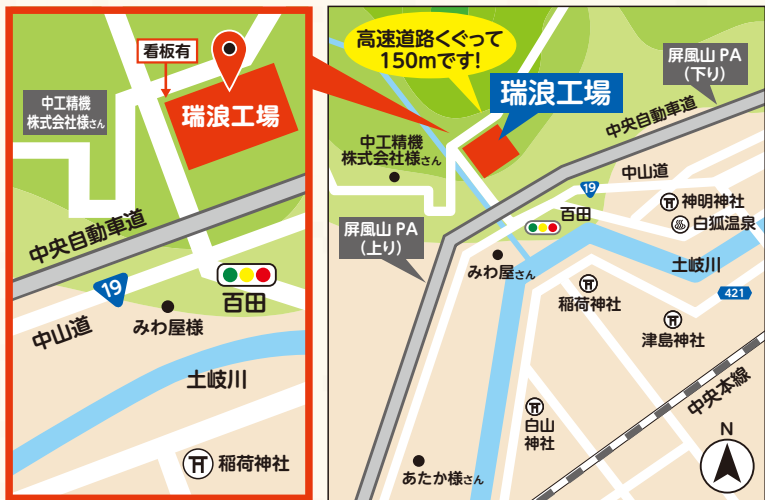 看板有
中工精機
株式会社様さん
瑞浪工場
中央自動車道
19
中山道
百田
みわ屋様
土岐川
稲荷神社
高速道路くぐって
150mです!
瑞浪工場
屏風山 PA
(下り)
中央自動車道
中工精機
株式会社様さん
中山道
19
百田
神明神社
白狐温泉
屏風山 PA
(上り)
みわ屋さん
土岐川
稲荷神社
421
津島神社
中央本線
白山
神社
あたか様さん
N